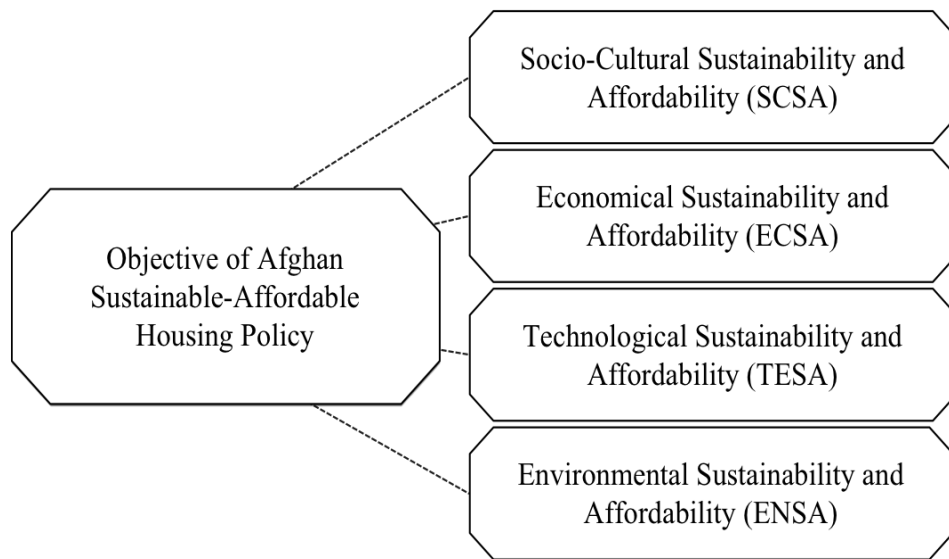 Socio-Cultural Sustainability and
Affordability (SCSA)
Economical Sustainability and
Affordability (ECSA)
Objective of Afghan
Sustainable-Affordable
Housing Policy
Technological Sustainability and
Affordability (TESA)
Environmental Sustainability and
Affordability (ENSA)